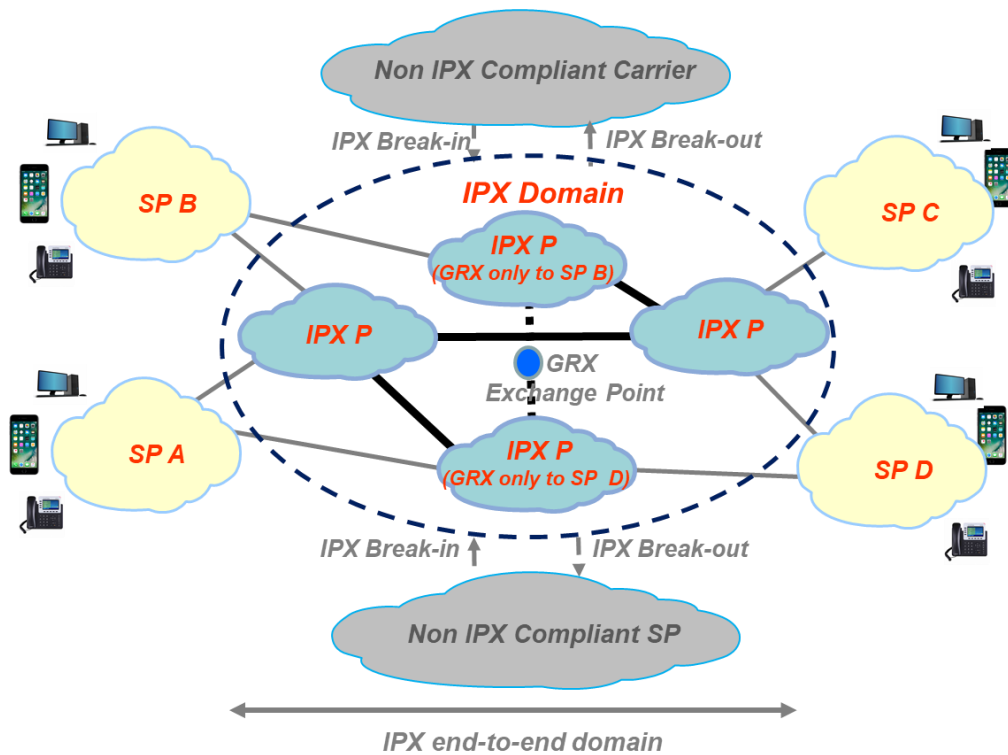 Non IPX Compliant Carrier
IPX Break-in
IPX Break-out
IPX Domain
SP B
SP C
IPX P
(GRX only to SP B)
IPX P
IPX P
GRX
Exchange Point
SP A
IPX P
(GRX only to SP D)
SP D
IPX Break-in
IPX Break-out
Non IPX Compliant SP
IPX end-to-end domain